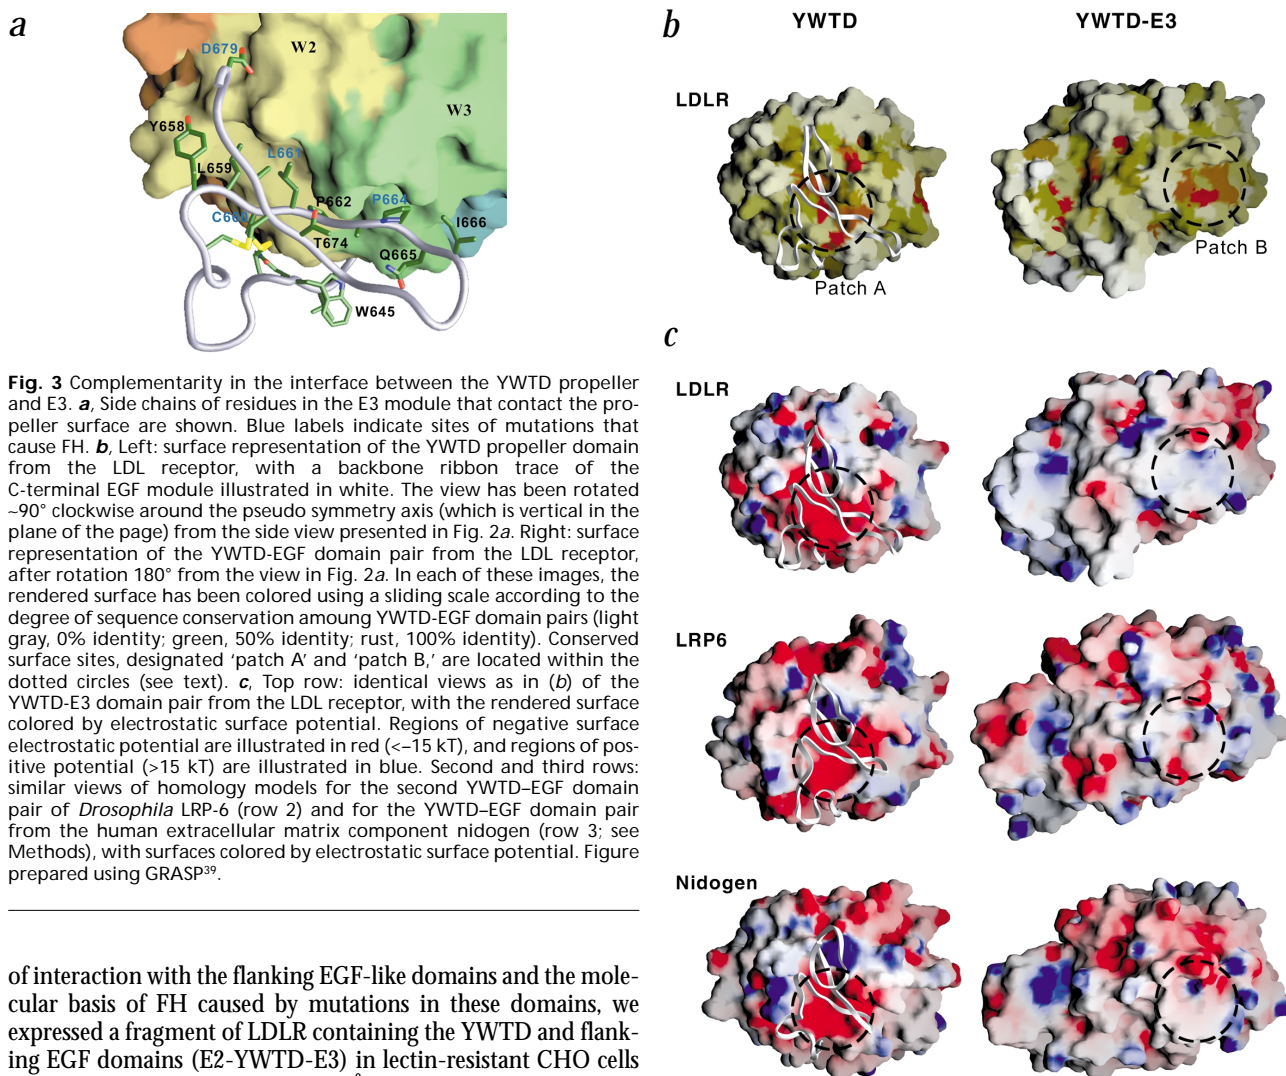 a
D679
W2
W3
Y658
L659
L661
P662
P664
I666
T674
Q665
W645
Fig. 3 Complementarity in the interface between the YWTD propeller
and E3. a, Side chains of residues in the E3 module that contact the pro-
peller surface are shown. Blue labels indicate sites of mutations that
cause FH. b, Left: surface representation of the YWTD propeller domain
from the LDL receptor, with a backbone ribbon trace of the
C-terminal EGF module illustrated in white. The view has been rotated
~90° clockwise around the pseudo symmetry axis (which is vertical in the
plane of the page) from the side view presented in Fig. 2a. Right: surface
representation of the YWTD-EGF domain pair from the LDL receptor,
after rotation 180° from the view in Fig. 2a. In each of these images, the
rendered surface has been colored using a sliding scale according to the
degree of sequence conservation amoung YWTD-EGF domain pairs (light
gray, 0% identity; green, 50% identity; rust, 100% identity). Conserved
surface sites, designated ‘patch A’ and ‘patch B,’ are located within the
dotted circles (see text). c, Top row: identical views as in (b) of the
YWTD-E3 domain pair from the LDL receptor, with the rendered surface
colored by electrostatic surface potential. Regions of negative surface
electrostatic potential are illustrated in red (<–15 kT), and regions of pos-
itive potential (>15 kT) are illustrated in blue. Second and third rows:
similar views of homology models for the second YWTD–EGF domain
pair of Drosophila LRP-6 (row 2) and for the YWTD–EGF domain pair
from the human extracellular matrix component nidogen (row 3; see
Methods), with surfaces colored by electrostatic surface potential. Figure
prepared using GRASP39.
of interaction with the flanking EGF-like domains and the mole-
cular basis of FH caused by mutations in these domains, we
expressed a fragment of LDLR containing the YWTD and flank-
ing EGF domains (E2-YWTD-E3) in lectin-resistant CHO cells
b
YWTD
YWTD-E3
LDLR
Patch A
Patch B
c
LDLR
LRP6
Nidogen